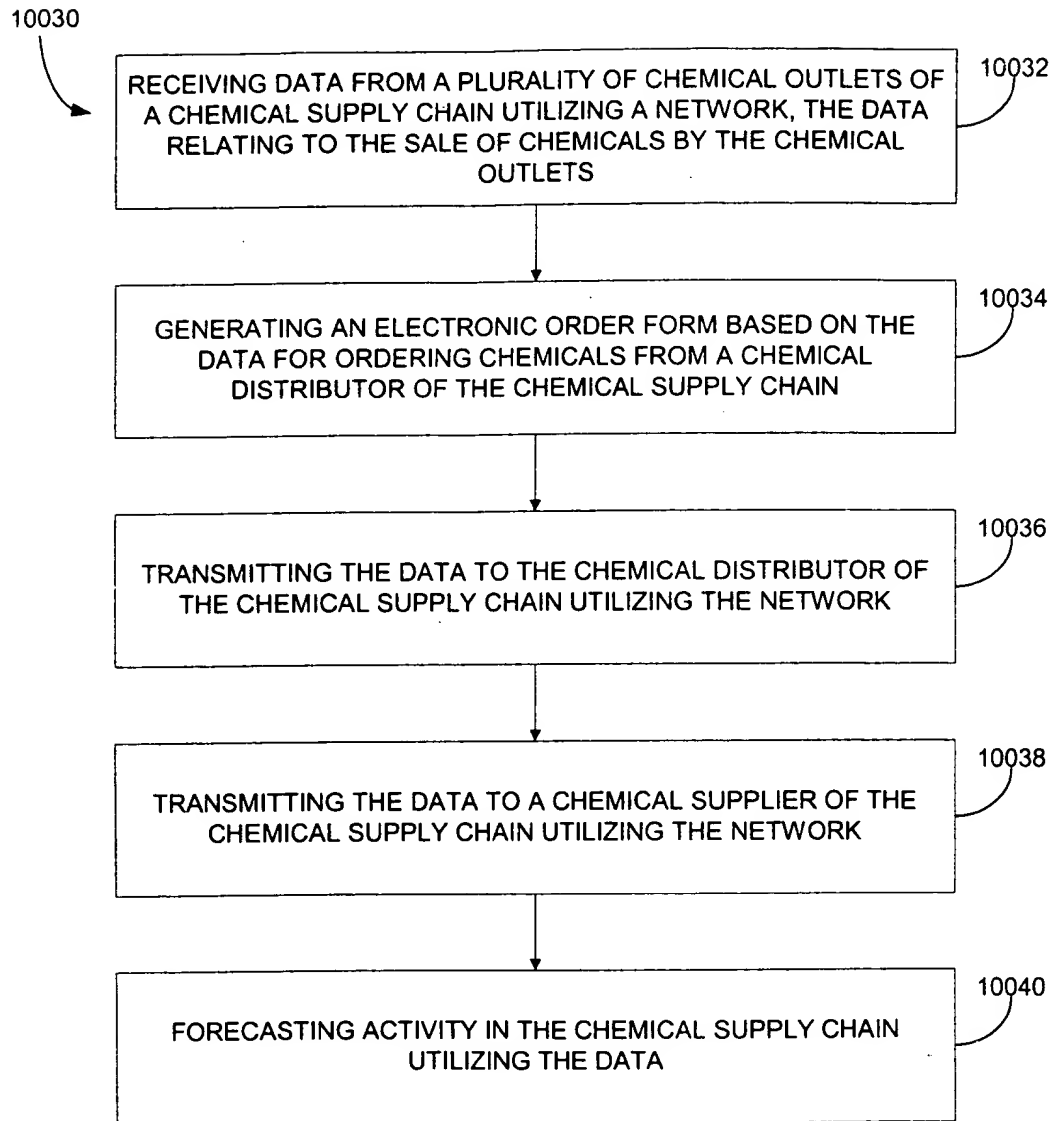 10030
RECEIVING DATA FROM A PLURALITY OF CHEMICAL OUTLETS OF
A CHEMICAL SUPPLY CHAIN UTILIZING A NETWORK, THE DATA
RELATING TO THE SALE OF CHEMICALS BY THE CHEMICAL
OUTLETS
10032
GENERATING AN ELECTRONIC ORDER FORM BASED ON THE
DATA FOR ORDERING CHEMICALS FROM A CHEMICAL
DISTRIBUTOR OF THE CHEMICAL SUPPLY CHAIN
10034
TRANSMITTING THE DATA TO THE CHEMICAL DISTRIBUTOR OF
THE CHEMICAL SUPPLY CHAIN UTILIZING THE NETWORK
10036
TRANSMITTING THE DATA TO A CHEMICAL SUPPLIER OF THE
CHEMICAL SUPPLY CHAIN UTILIZING THE NETWORK
10038
FORECASTING ACTIVITY IN THE CHEMICAL SUPPLY CHAIN
UTILIZING THE DATA
10040